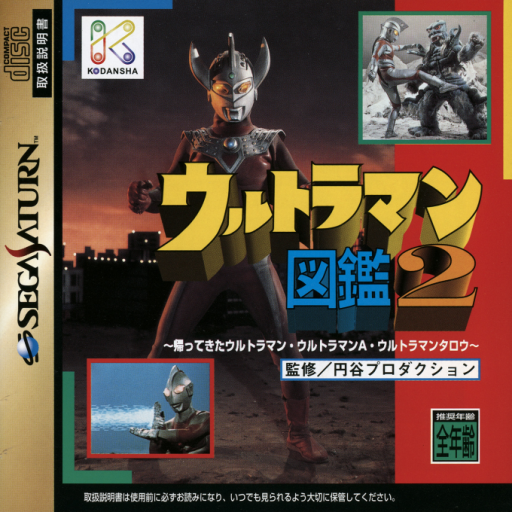 COMPACT
disc
取扱説明書
SEGA SATURN™
KODANSHA
ウルトラマン
図鑑2
～帰ってきたウルトラマン・ウルトラマンA・ウルトラマンタロウ～
監修／円谷プロダクション
推奨年齢
全年齢
取扱説明書は使用前に必ずお読みになり、いつでも見られるよう大切に保管してください。